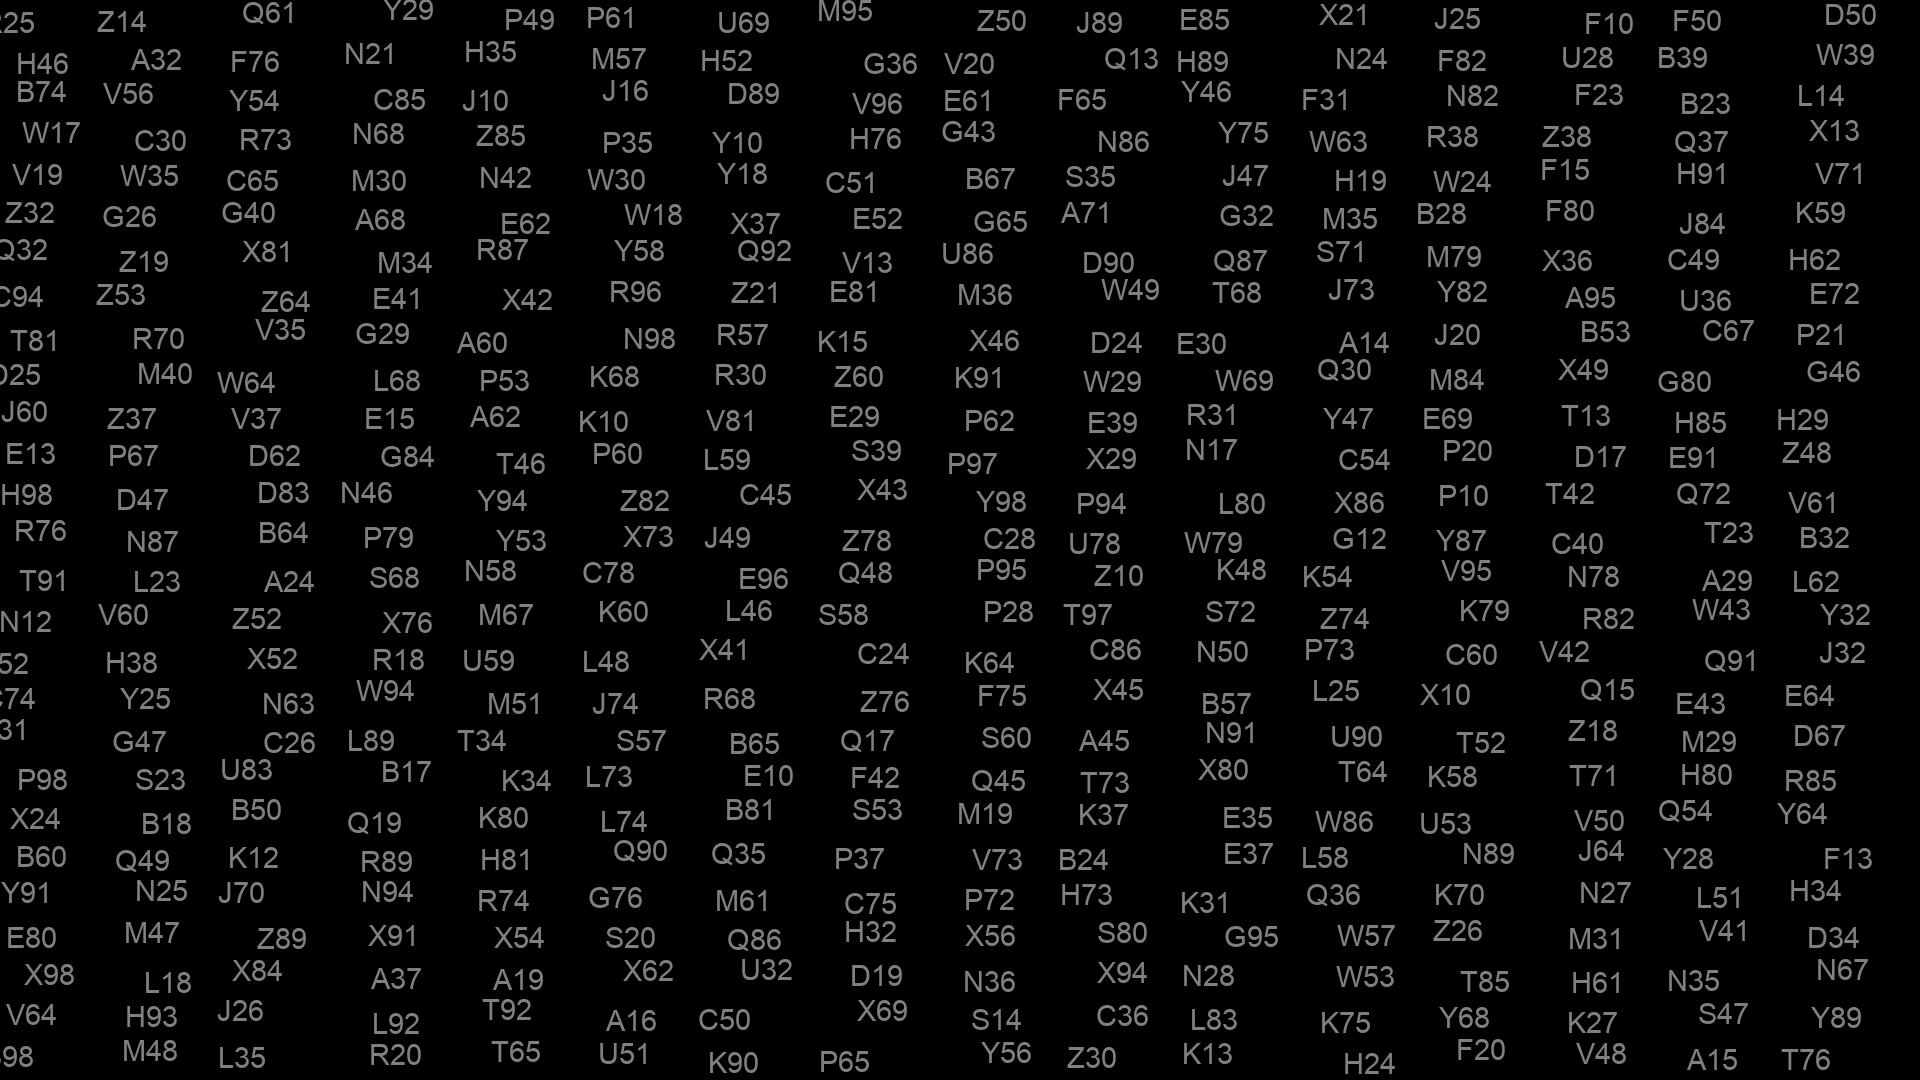 Z14 Q61 Y29 P49 P61 U69 M95 Z50 J89 E85 X21 J25 F10 F50 D50
H46 A32 F76 N21 H35 M57 H52 G36 V20 Q13 H89 N24 F82 U28 B39 W39
B74 V56 Y54 C85 J10 J16 D89 V96 E61 F65 Y46 F31 N82 F23 B23 L14
W17 C30 R73 N68 Z85 P35 Y10 H76 G43 N86 Y75 W63 R38 Z38 Q37 X13
V19 W35 C65 M30 N42 W30 Y18 C51 B67 S35 J47 H19 W24 F15 H91 V71
Z32 G26 G40 A68 E62 W18 X37 E52 G65 A71 G32 M35 B28 F80 J84 K59
Q32 Z19 X81 M34 R87 Y58 Q92 V13 U86 D90 Q87 S71 M79 X36 C49 H62
C94 Z53 Z64 E41 X42 R96 Z21 E81 M36 W49 T68 J73 Y82 A95 U36 E72
T81 R70 V35 G29 A60 N98 R57 K15 X46 D24 E30 A14 J20 B53 C67 P21
M40 W64 L68 P53 K68 R30 Z60 K91 W29 W69 Q30 M84 X49 G80 G46
J60 Z37 V37 E15 A62 K10 V81 E29 P62 E39 R31 Y47 E69 T13 H85 H29
E13 P67 D62 G84 T46 P60 L59 S39 P97 X29 N17 C54 P20 D17 E91 Z48
H98 D47 D83 N46 Y94 Z82 C45 X43 Y98 P94 L80 X86 P10 T42 Q72 V61
R76 N87 B64 P79 Y53 X73 J49 Z78 C28 U78 W79 G12 Y87 C40 T23 B32
T91 L23 A24 S68 N58 C78 E96 Q48 P95 Z10 K48 K54 V95 N78 A29 L62
N12 V60 Z52 X76 M67 K60 L46 S58 P28 T97 S72 Z74 K79 R82 W43 Y32
52 H38 X52 R18 U59 L48 X41 C24 K64 C86 N50 P73 C60 V42 Q91 J32
C74 Y25 N63 W94 M51 J74 R68 Z76 F75 X45 B57 L25 X10 Q15 E43 E64
31 G47 C26 L89 T34 S57 B65 Q17 S60 A45 N91 U90 T52 Z18 M29 D67
P98 S23 U83 B17 K34 L73 E10 F42 Q45 T73 X80 T64 K58 T71 H80 R85
X24 B18 B50 Q19 K80 L74 B81 S53 M19 K37 E35 W86 U53 V50 Q54 Y64
B60 Q49 K12 R89 H81 Q90 Q35 P37 V73 B24 E37 L58 N89 J64 Y28 F13
Y91 N25 J70 N94 R74 G76 M61 C75 P72 H73 K31 Q36 K70 N27 L51 H34
E80 M47 Z89 X91 X54 S20 Q86 H32 X56 S80 G95 W57 Z26 M31 V41 D34
X98 L18 X84 A37 A19 X62 U32 D19 N36 X94 N28 W53 T85 H61 N35 N67
V64 H93 J26 L92 T92 A16 C50 X69 S14 C36 L83 K75 Y68 K27 S47 Y89
98 M48 L35 R20 T65 U51 K90 P65 Y56 Z30 K13 H24 F20 V48 A15 T76